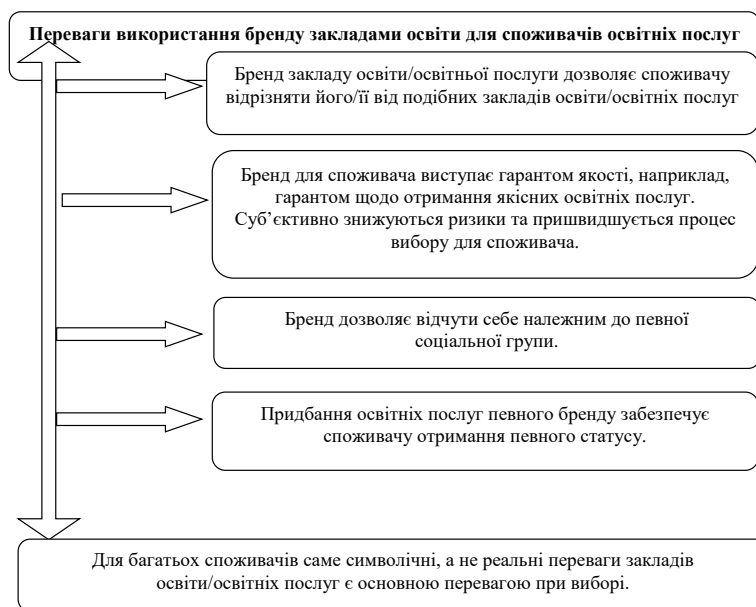 Переваги використання бренду закладами освіти для споживачів освітніх послуг
Бренд закладу освіти/освітньої послуги дозволяє споживачу
відрізняти його/її від подібних закладів освіти/освітніх послуг
Бренд для споживача виступає гарантом якості, наприклад,
гарантом щодо отримання якісних освітніх послуг.
Суб’єктивно знижуються ризики та пришвидшується процес
вибору для споживача.
Бренд дозволяє відчути себе належним до певної
соціальної групи.
Придбання освітніх послуг певного бренду забезпечує
споживачу отримання певного статусу.
Для багатьох споживачів саме символічні, а не реальні переваги закладів
освіти/освітніх послуг є основною перевагою при виборі.